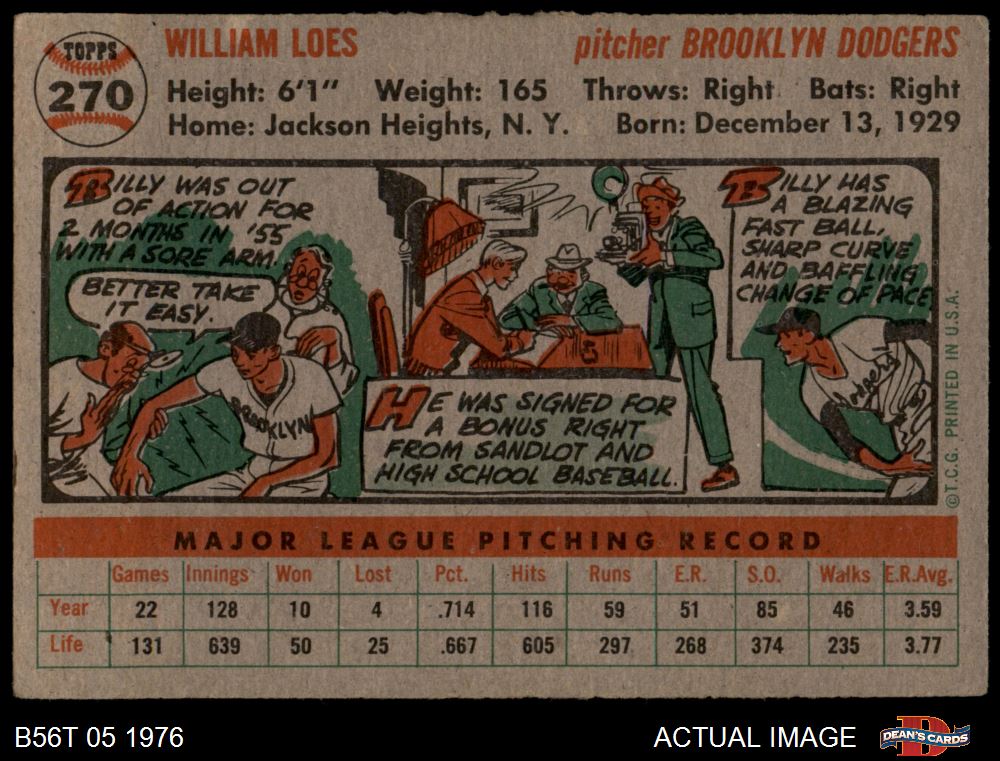 TOPPS
270
WILLIAM LOES
pitcher BROOKLYN DODGERS
Height: 6'1" Weight: 165 Throws: Right Bats: Right
Home: Jackson Heights, N. Y. Born: December 13, 1929
BILLY WAS OUT
OF ACTION FOR
2 MONTHS IN '55
WITH A SORE ARM.
BETTER TAKE
IT EASY.
BROOKLYN
HE WAS SIGNED FOR
A BONUS RIGHT
FROM SANDLOT AND
HIGH SCHOOL BASEBALL.
BILLY HAS
A BLAZING
FAST BALL,
SHARP CURVE
AND BAFFLING
CHANGE OF PACE
Dodgers
©T.C.G. PRINTED IN U.S.A.
MAJOR LEAGUE PITCHING RECORD
Games Innings Won Lost Pct. Hits Runs E.R. S.O. Walks E.R.Avg.
Year 22 128 10 4 .714 116 59 51 85 46 3.59
Life 131 639 50 25 .667 605 297 268 374 235 3.77
B56T 05 1976
ACTUAL IMAGE
DEAN'S CARDS